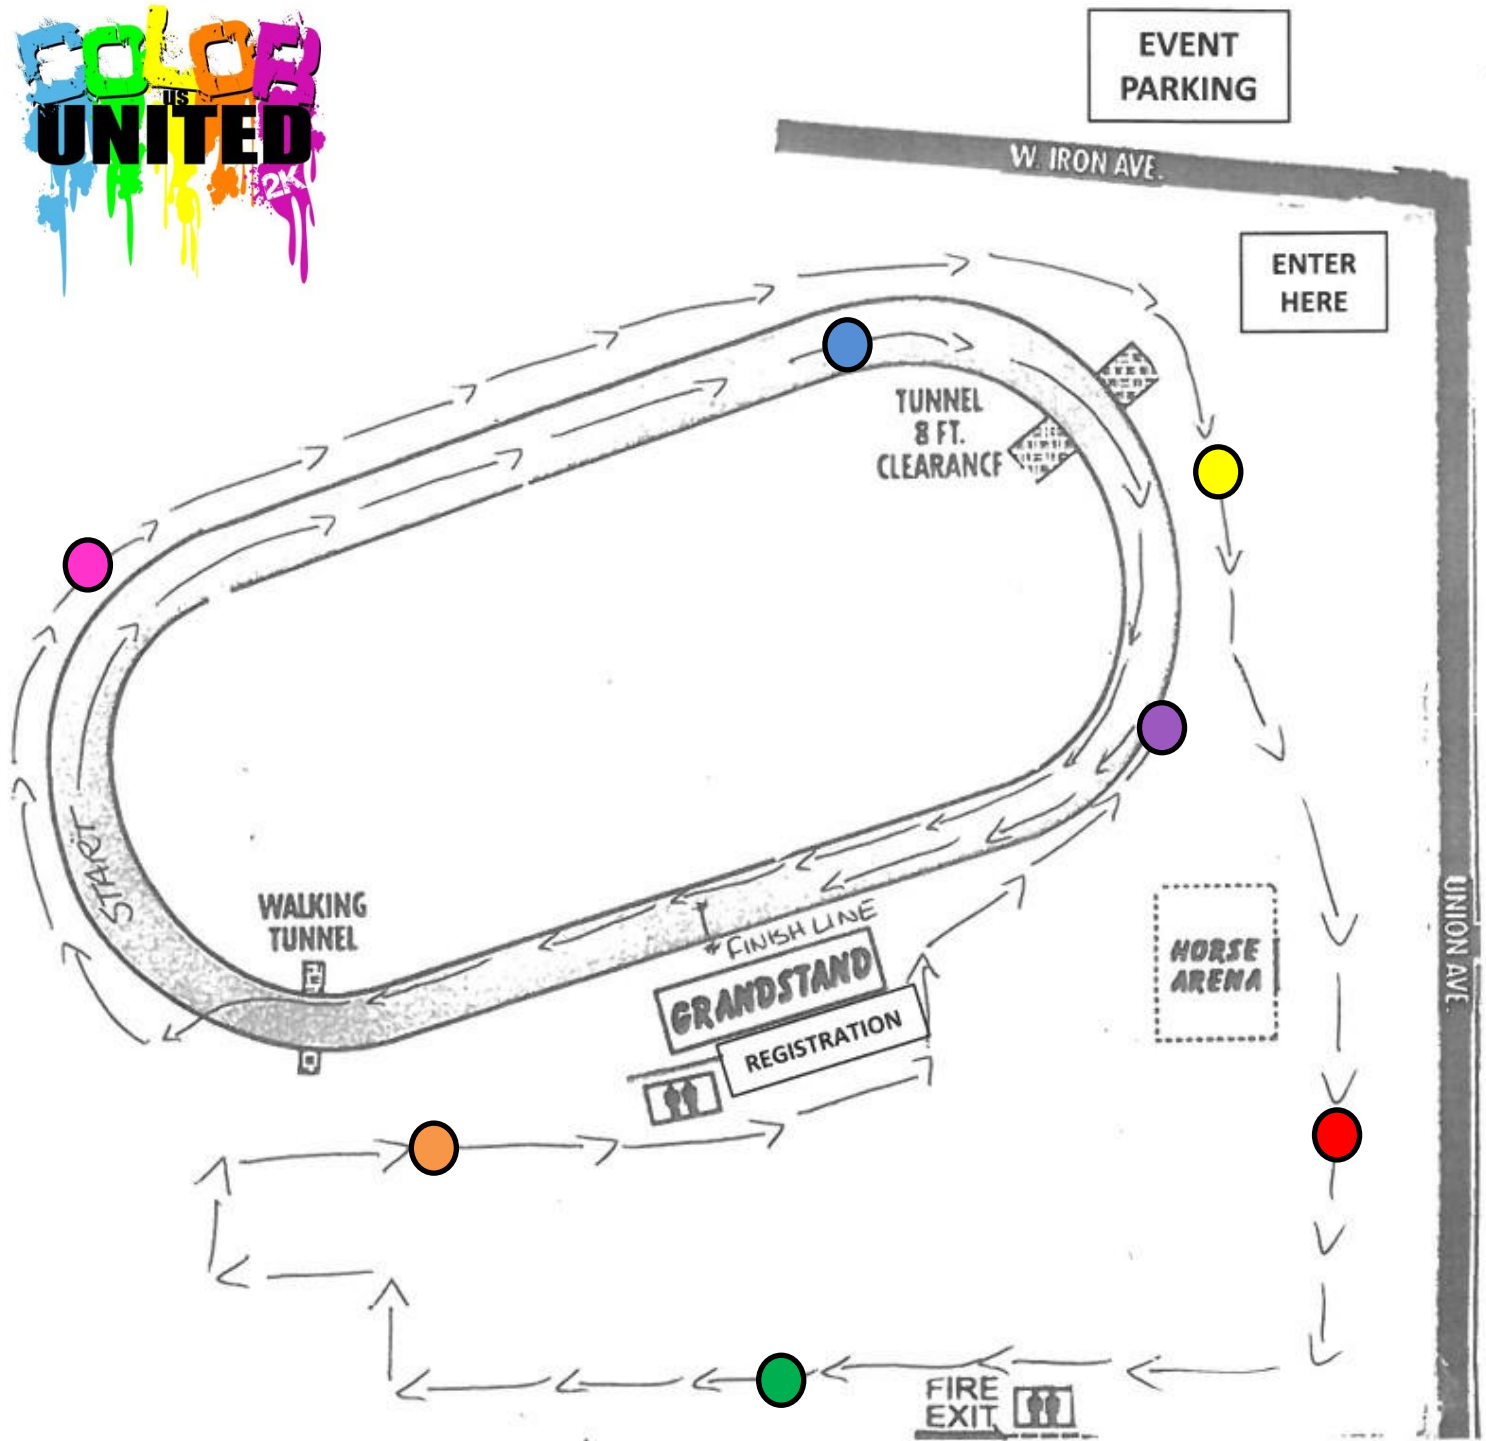 COLOR
US
UNITED
2K
EVENT
PARKING
W. IRON AVE.
ENTER
HERE
TUNNEL
8 FT.
CLEARANCE
START
WALKING
TUNNEL
FINISH LINE
GRANDSTAND
REGISTRATION
HORSE
ARENA
UNION AVE.
FIRE
EXIT